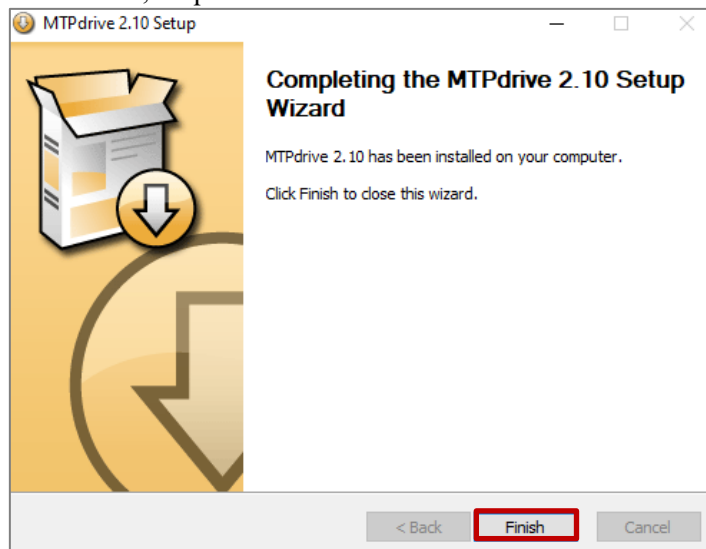 MTPdrive 2.10 Setup
Completing the MTPdrive 2.10 Setup
Wizard
MTPdrive 2.10 has been installed on your computer.
Click Finish to close this wizard.
< Back Finish Cancel